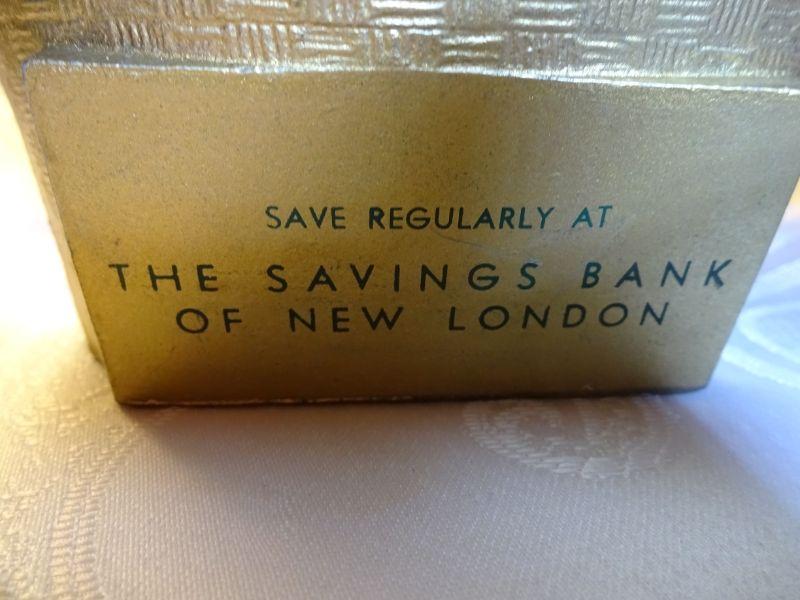 SAVE REGULARLY AT
THE SAVINGS BANK
OF NEW LONDON